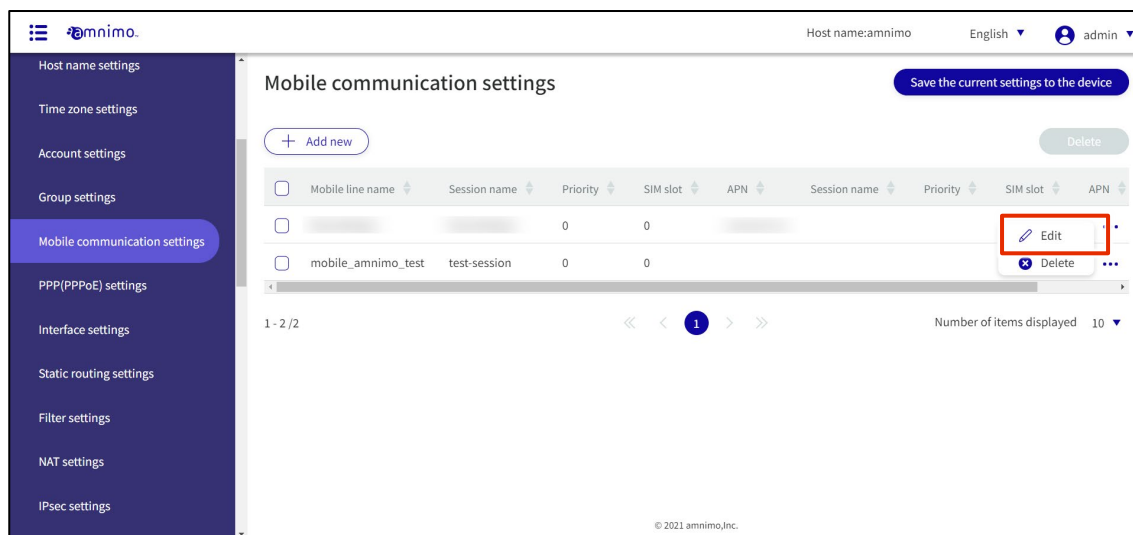 amnimo
Host name:amnimo
English
admin
Host name settings
Time zone settings
Account settings
Group settings
Mobile communication settings
PPP(PPPoE) settings
Interface settings
Static routing settings
Filter settings
NAT settings
IPsec settings
Mobile communication settings
Save the current settings to the device
+ Add new
Delete
Mobile line name Session name Priority SIM slot APN Session name Priority SIM slot APN
0 0
Edit
mobile_amnimo_test test-session 0 0
Delete
1 - 2 /2
1
Number of items displayed 10
© 2021 amnimo,Inc.